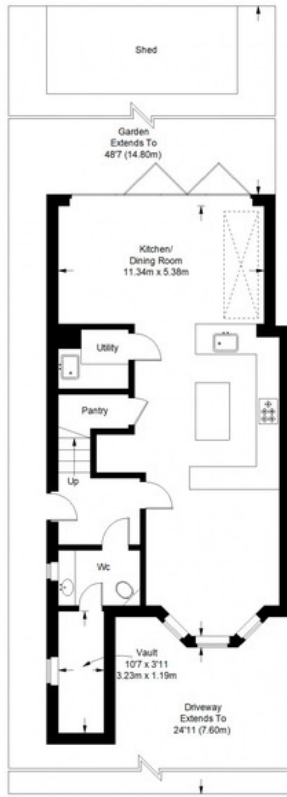 Shed
Garden
Extends To
48'7 (14.80m)
Kitchen/
Dining Room
11.34m x 5.38m
Utility
Pantry
Up
Wc
Vault
10'7 x 3'11
3.23m x 1.19m
Driveway
Extends To
24'11 (7.60m)